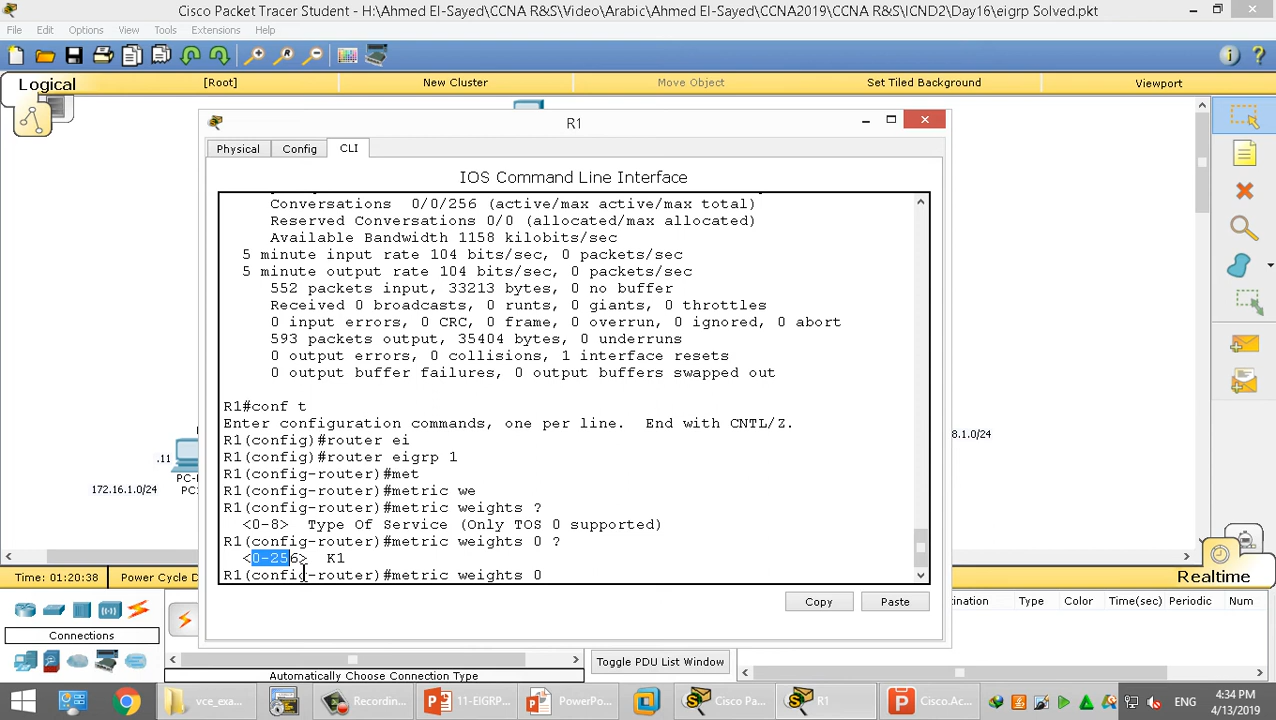 Cisco Packet Tracer Student - H:\Ahmed El-Sayed\CCNA R&S\Video\Arabic\Ahmed El-Sayed\CCNA2019\CCNA R&S\ICND2\Day16\eigrp Solved.pkt
File Edit Options View Tools Extensions Help
Logical [Root] New Cluster Move Object Set Tiled Background Viewport
R1
Physical Config CLI
IOS Command Line Interface
Conversations 0/0/256 (active/max active/max total)
Reserved Conversations 0/0 (allocated/max allocated)
Available Bandwidth 1158 kilobits/sec
5 minute input rate 104 bits/sec, 0 packets/sec
5 minute output rate 104 bits/sec, 0 packets/sec
552 packets input, 33213 bytes, 0 no buffer
Received 0 broadcasts, 0 runts, 0 giants, 0 throttles
0 input errors, 0 CRC, 0 frame, 0 overrun, 0 ignored, 0 abort
593 packets output, 35404 bytes, 0 underruns
0 output errors, 0 collisions, 1 interface resets
0 output buffer failures, 0 output buffers swapped out
R1#conf t
Enter configuration commands, one per line. End with CNTL/Z.
R1(config)#router ei
R1(config)#router eigrp 1
R1(config-router)#met
R1(config-router)#metric we
R1(config-router)#metric weights ?
<0-8> Type Of Service (Only TOS 0 supported)
R1(config-router)#metric weights 0 ?
<0-256> K1
R1(config-router)#metric weights 0
Copy Paste
.11
172.16.1.0/24
8.1.0/24
Time: 01:20:38 Power Cycle D
Realtime
Connections
Automatically Choose Connection Type
Toggle PDU List Window
tination Type Color Time(sec) Periodic Num
vce_exa... Recordin... 11-EIGRP... PowerPo... Cisco Pa... R1 Cisco.Ac...
ENG
4:34 PM
4/13/2019